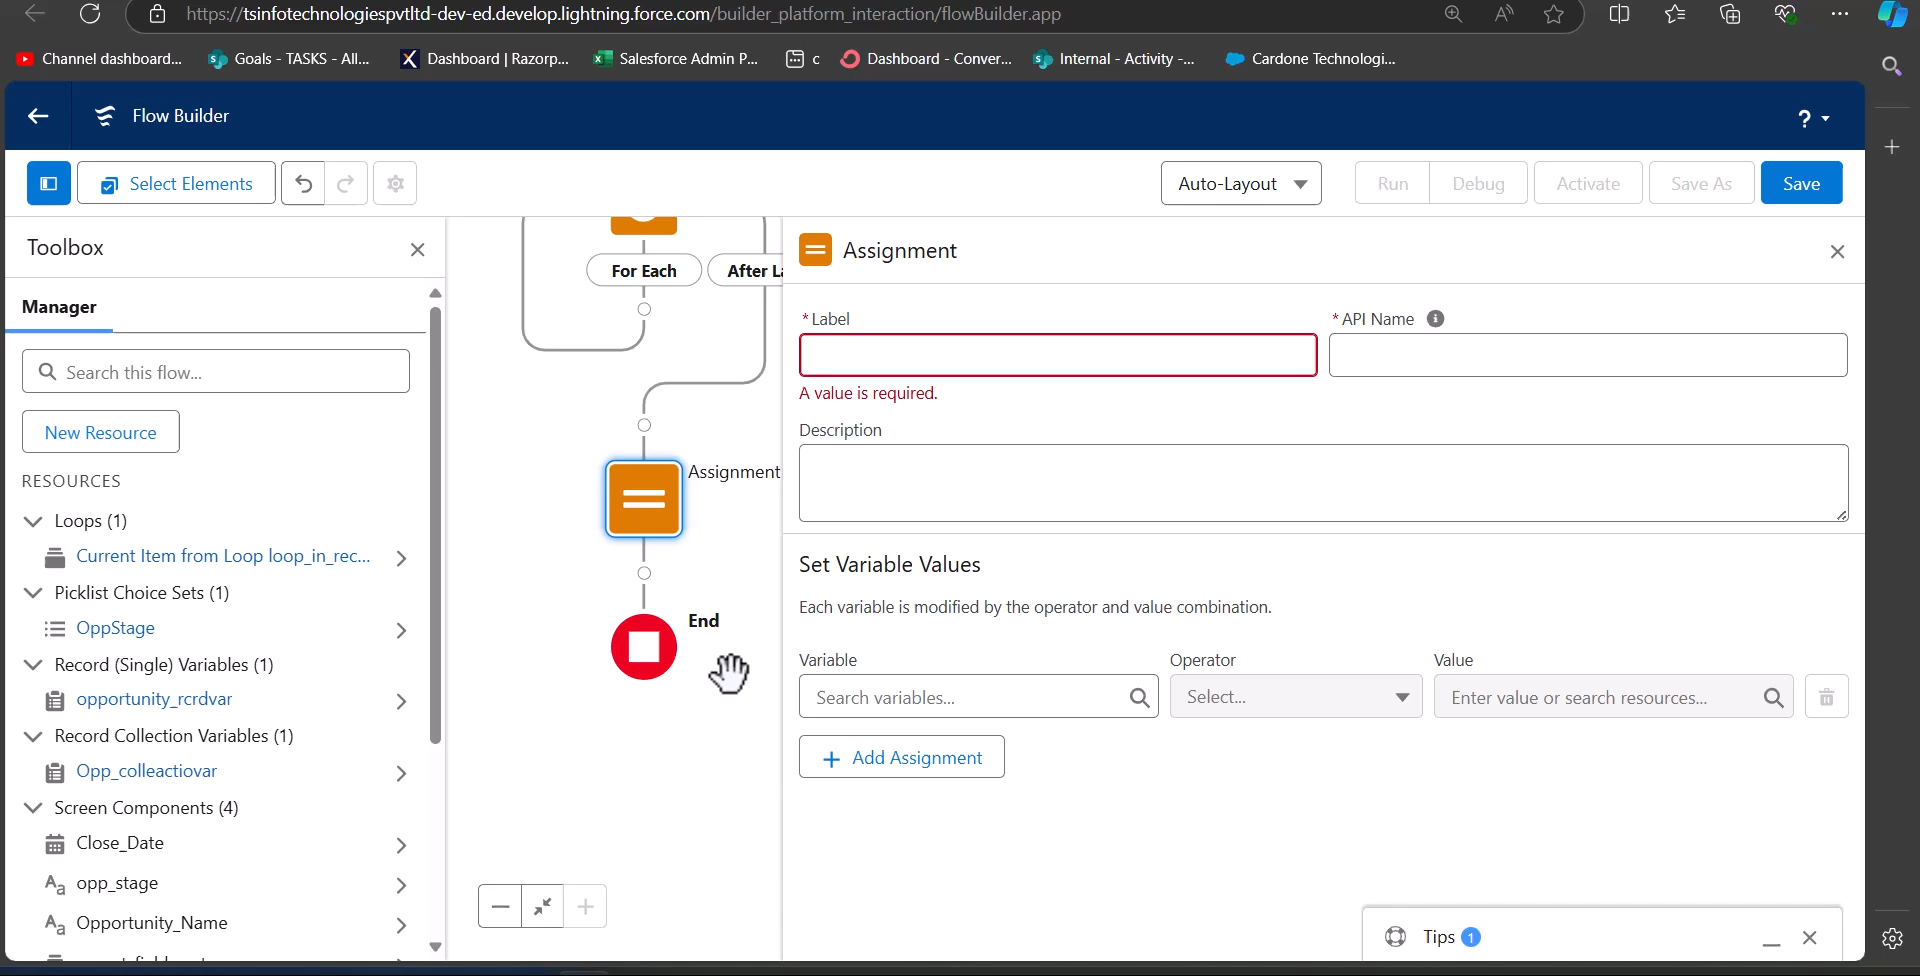 https://tsinfotechnologiespvtltd-dev-ed.develop.lightning.force.com/builder_platform_interaction/flowBuilder.app
Channel dashboard...
Goals - TASKS - All...
Dashboard | Razorp...
Salesforce Admin P...
c
Dashboard - Conver...
Internal - Activity -...
Cardone Technologi...
Flow Builder
?
Select Elements
Auto-Layout
Run
Debug
Activate
Save As
Save
Toolbox
Manager
Search this flow...
New Resource
RESOURCES
Loops (1)
Current Item from Loop loop_in_rec...
Picklist Choice Sets (1)
OppStage
Record (Single) Variables (1)
opportunity_rcrdvar
Record Collection Variables (1)
Opp_colleactiovar
Screen Components (4)
Close_Date
Aa opp_stage
Aa Opportunity_Name
For Each
After La
Assignment
End
Assignment
* Label
A value is required.
* API Name
Description
Set Variable Values
Each variable is modified by the operator and value combination.
Variable
Operator
Value
Search variables...
Select...
Enter value or search resources...
+ Add Assignment
Tips 1